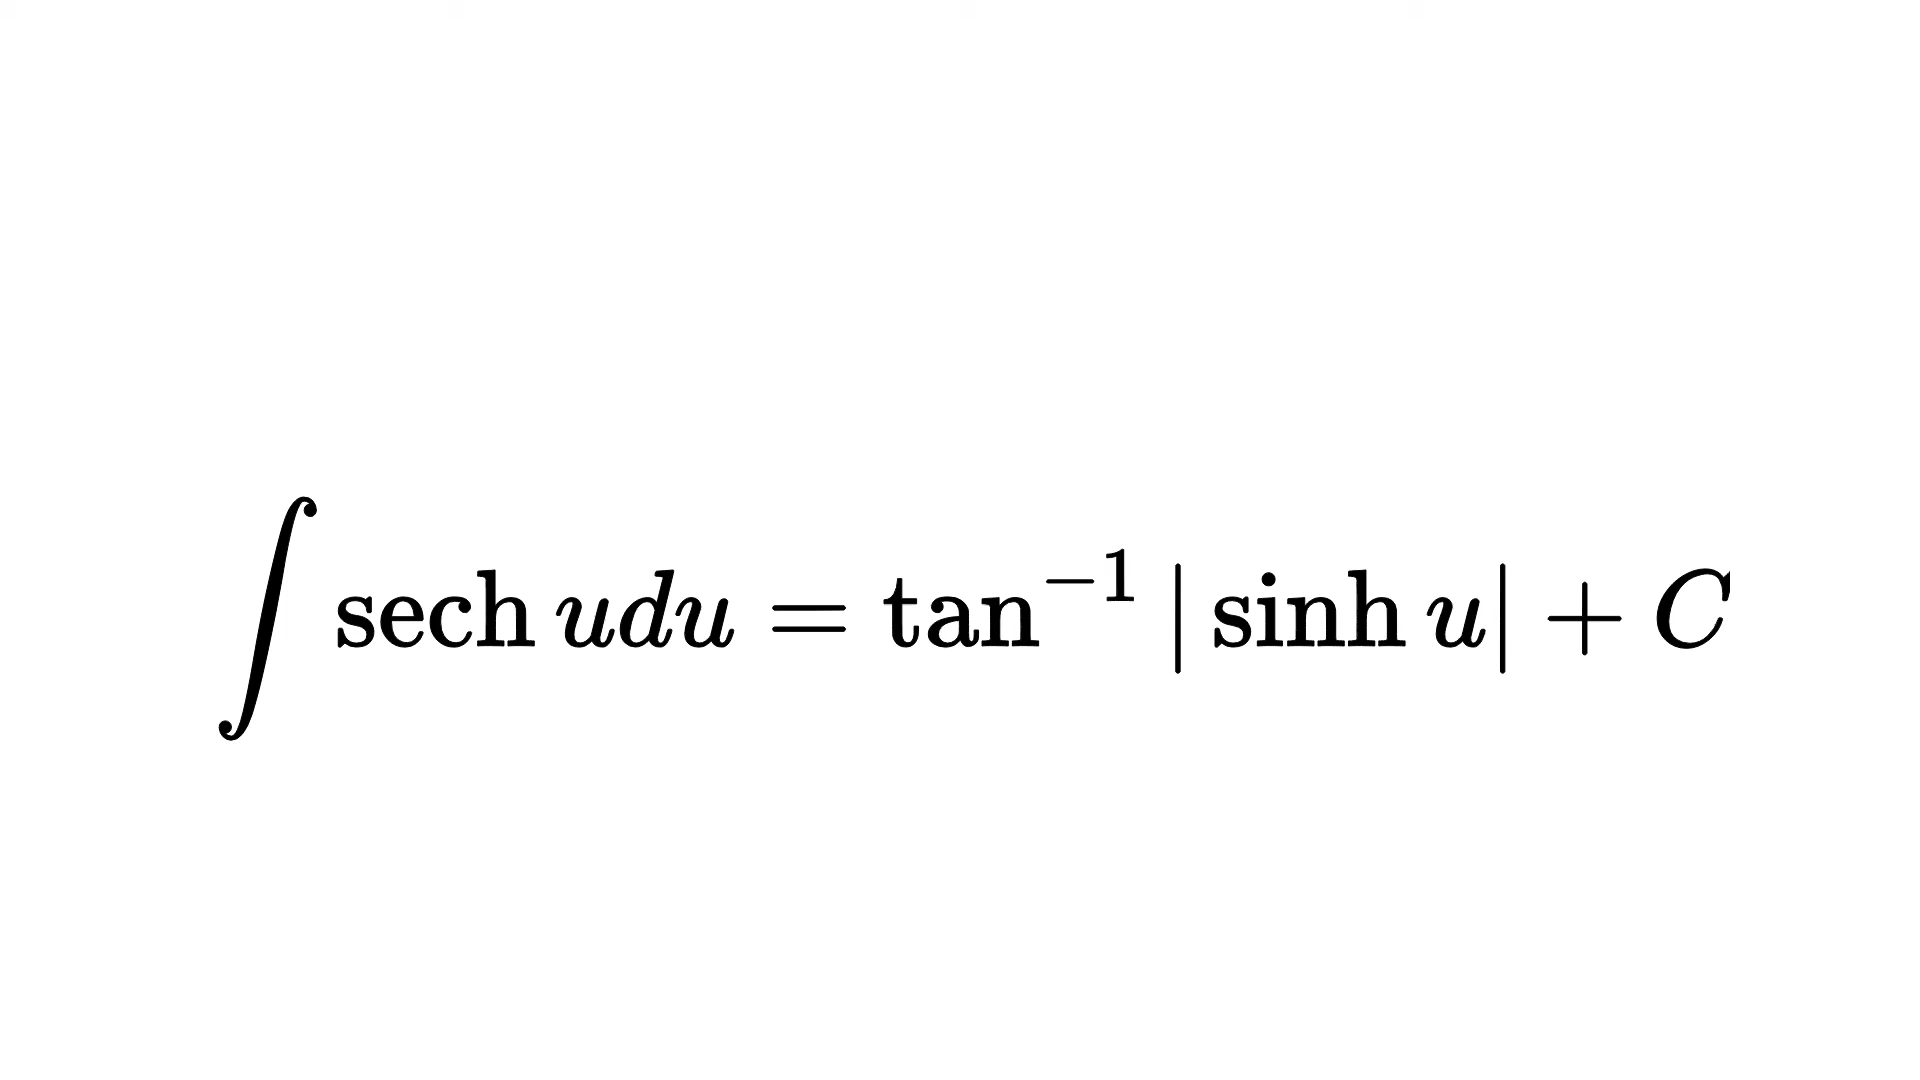 ∫ sech u du = tan⁻¹ | sinh u| + C